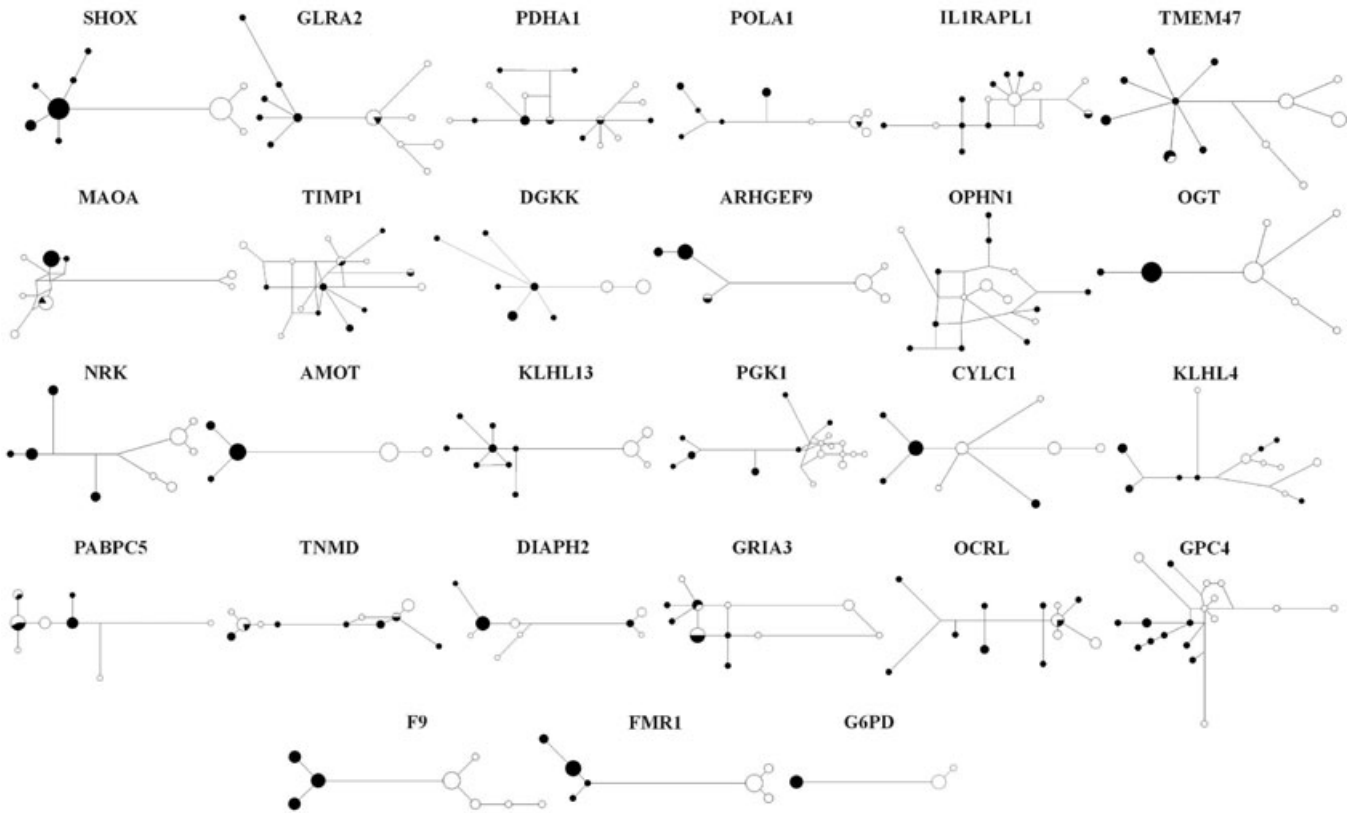 SHOX GLRA2 PDHA1 POLA1 IL1RAPL1 TMEM47
MAOA TIMP1 DGKK ARHGEF9 OPHN1 OGT
NRK AMOT KLHL13 PGK1 CYLC1 KLHL4
PABPC5 TNMD DIAPH2 GRIA3 OCRL GPC4
F9 FMR1 G6PD